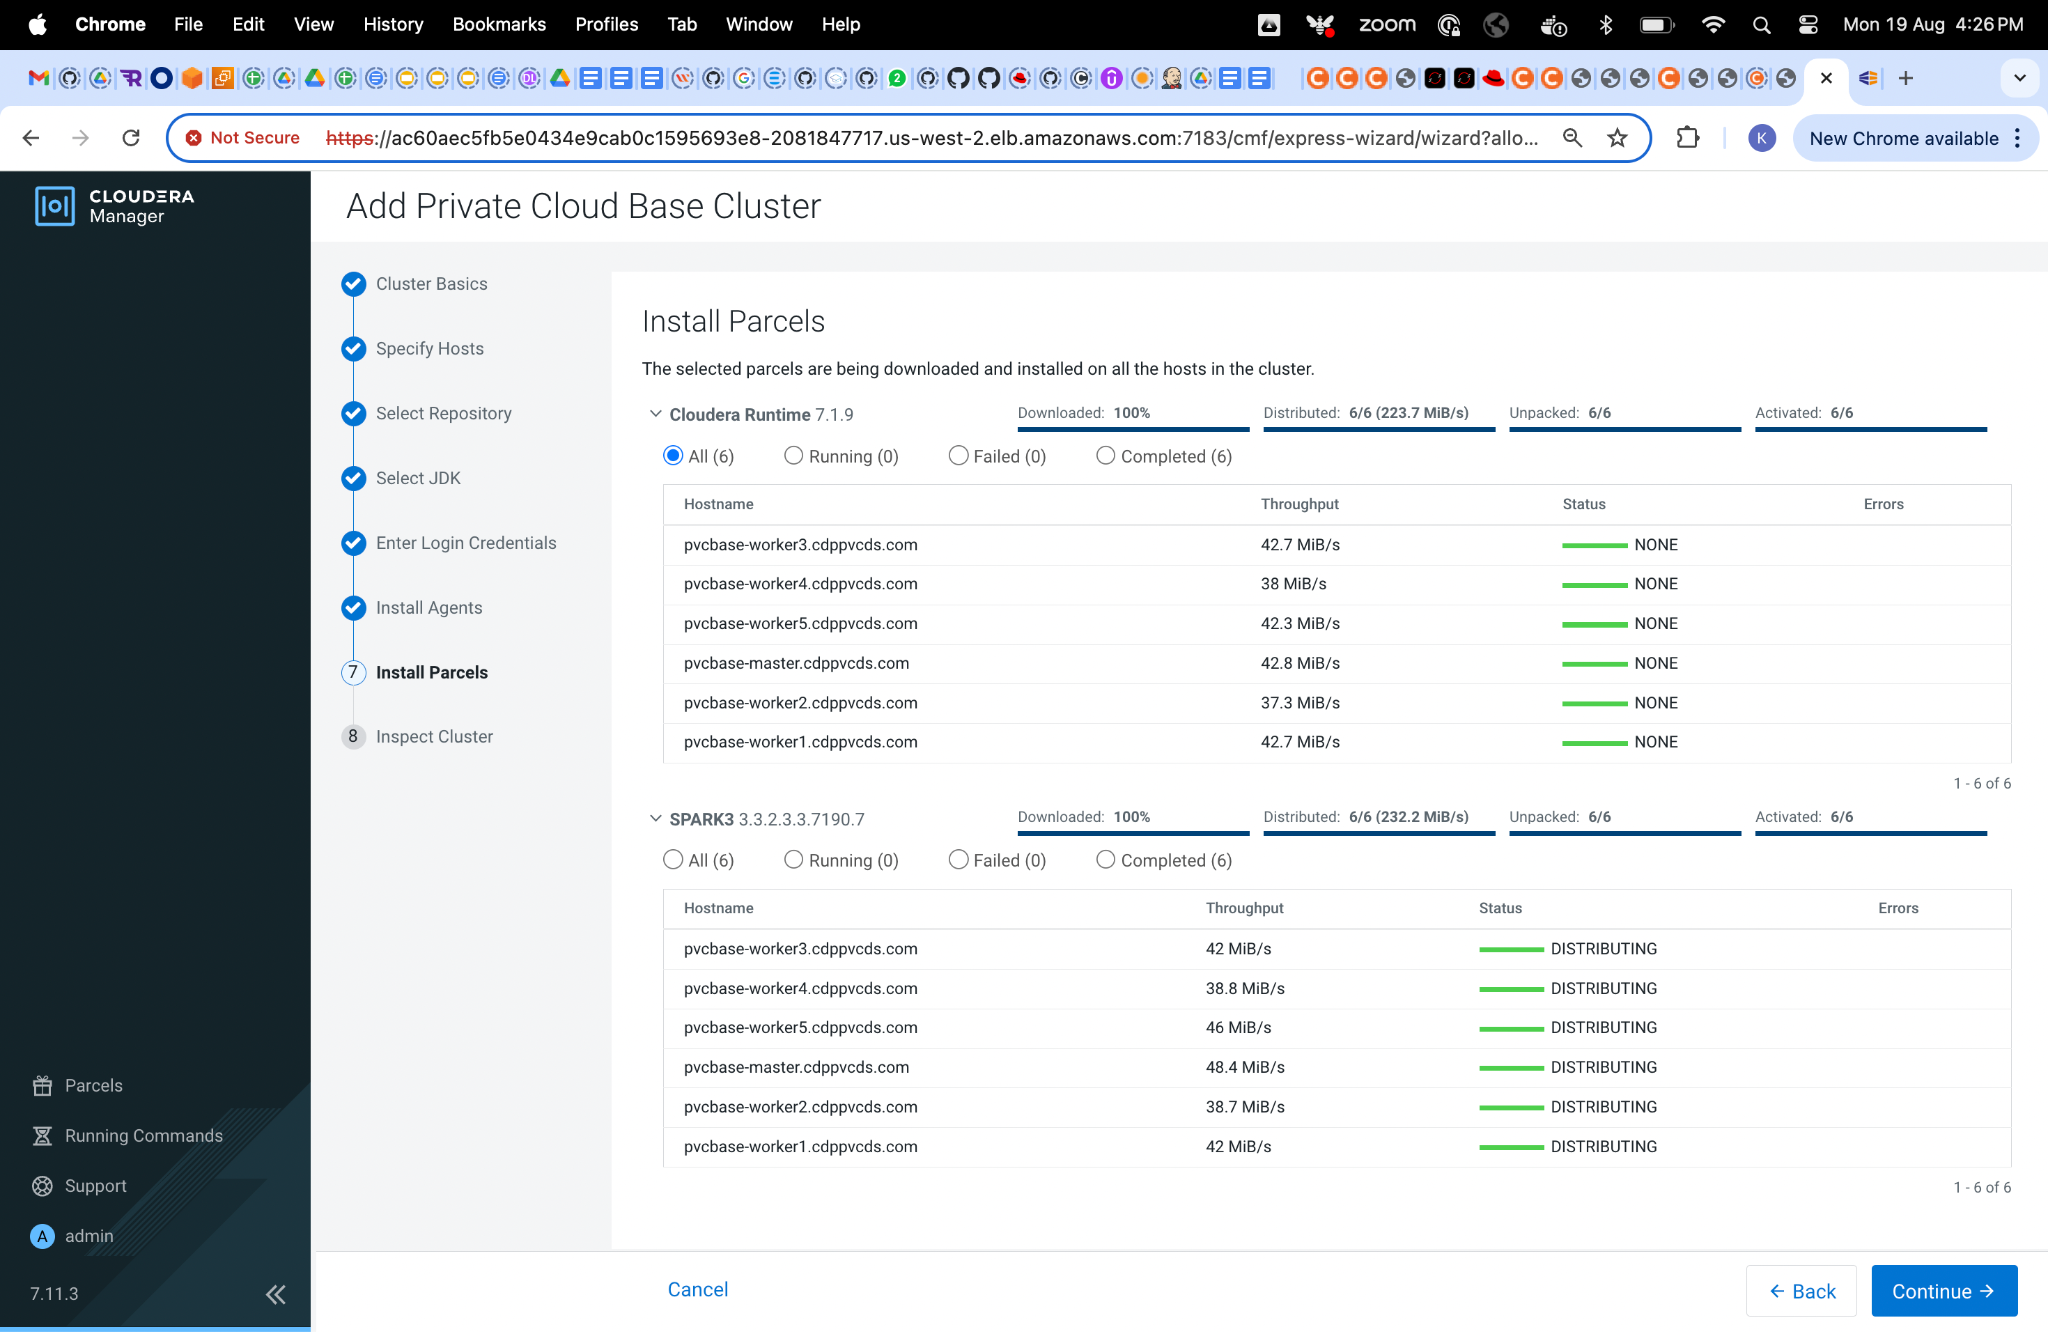 Chrome File Edit View History Bookmarks Profiles Tab Window Help zoom Mon 19 Aug 4:26 PM
Not Secure https://ac60aec5fb5e0434e9cab0c1595693e8-2081847717.us-west-2.elb.amazonaws.com:7183/cmf/express-wizard/wizard?allo... K New Chrome available
CLOUDERA
Manager
Add Private Cloud Base Cluster
Cluster Basics
Specify Hosts
Select Repository
Select JDK
Enter Login Credentials
Install Agents
7 Install Parcels
8 Inspect Cluster
Install Parcels
The selected parcels are being downloaded and installed on all the hosts in the cluster.
Cloudera Runtime 7.1.9 Downloaded: 100% Distributed: 6/6 (223.7 MiB/s) Unpacked: 6/6 Activated: 6/6
All (6) Running (0) Failed (0) Completed (6)
Hostname Throughput Status Errors
pvcbase-worker3.cdppvcds.com 42.7 MiB/s NONE
pvcbase-worker4.cdppvcds.com 38 MiB/s NONE
pvcbase-worker5.cdppvcds.com 42.3 MiB/s NONE
pvcbase-master.cdppvcds.com 42.8 MiB/s NONE
pvcbase-worker2.cdppvcds.com 37.3 MiB/s NONE
pvcbase-worker1.cdppvcds.com 42.7 MiB/s NONE
1 - 6 of 6
SPARK3 3.3.2.3.3.7190.7 Downloaded: 100% Distributed: 6/6 (232.2 MiB/s) Unpacked: 6/6 Activated: 6/6
All (6) Running (0) Failed (0) Completed (6)
Hostname Throughput Status Errors
pvcbase-worker3.cdppvcds.com 42 MiB/s DISTRIBUTING
pvcbase-worker4.cdppvcds.com 38.8 MiB/s DISTRIBUTING
pvcbase-worker5.cdppvcds.com 46 MiB/s DISTRIBUTING
pvcbase-master.cdppvcds.com 48.4 MiB/s DISTRIBUTING
pvcbase-worker2.cdppvcds.com 38.7 MiB/s DISTRIBUTING
pvcbase-worker1.cdppvcds.com 42 MiB/s DISTRIBUTING
1 - 6 of 6
Parcels
Running Commands
Support
A admin
7.11.3
Cancel
Back
Continue